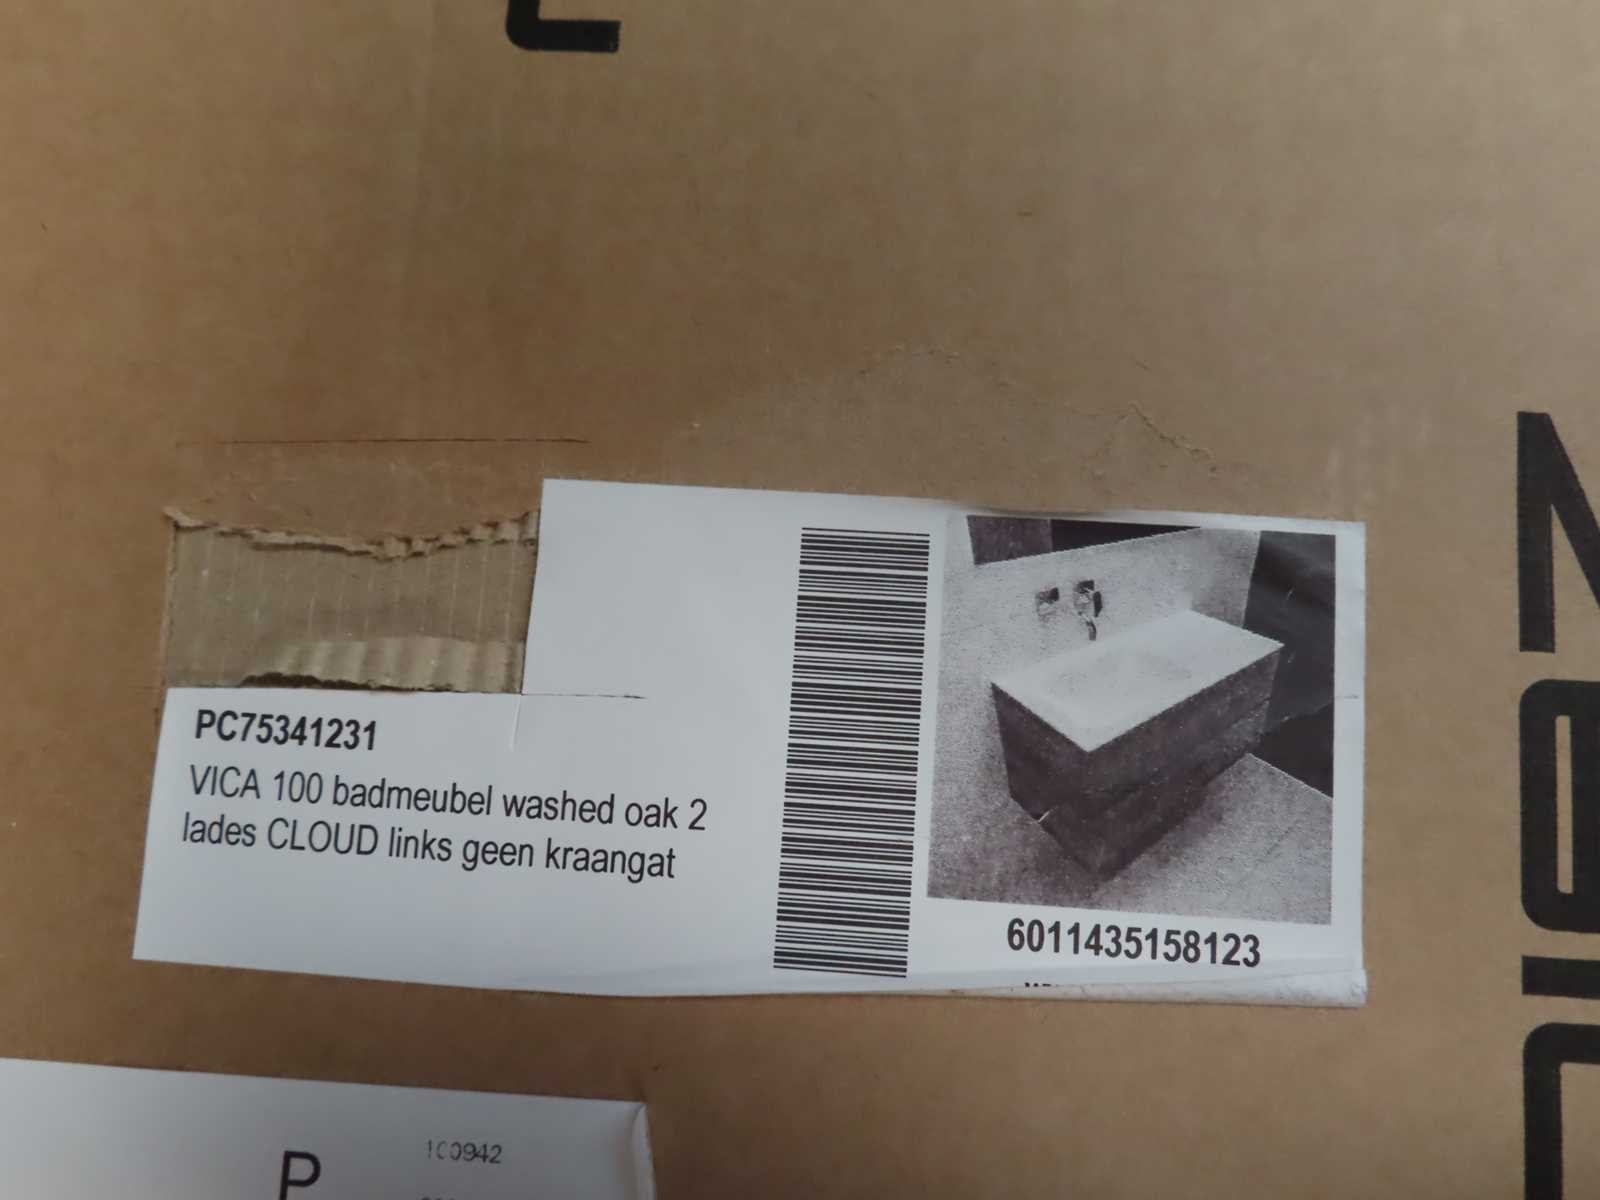 PC75341231
VICA 100 badmeubel washed oak 2
lades CLOUD links geen kraangat
6011435158123
P
100942